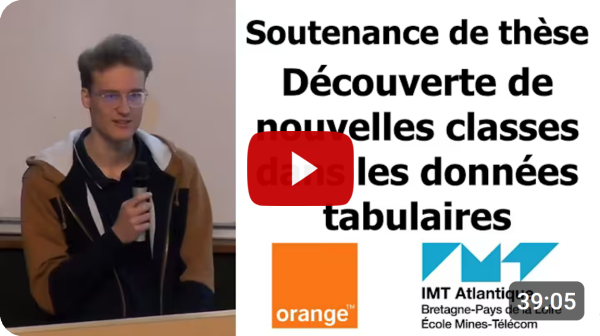 Soutenance de thèse
Découverte de
nouvelles classes
dans les données
tabulaires
orange™
IMT Atlantique
Bretagne-Pays de la Loire
École Mines-Télécom
39:05